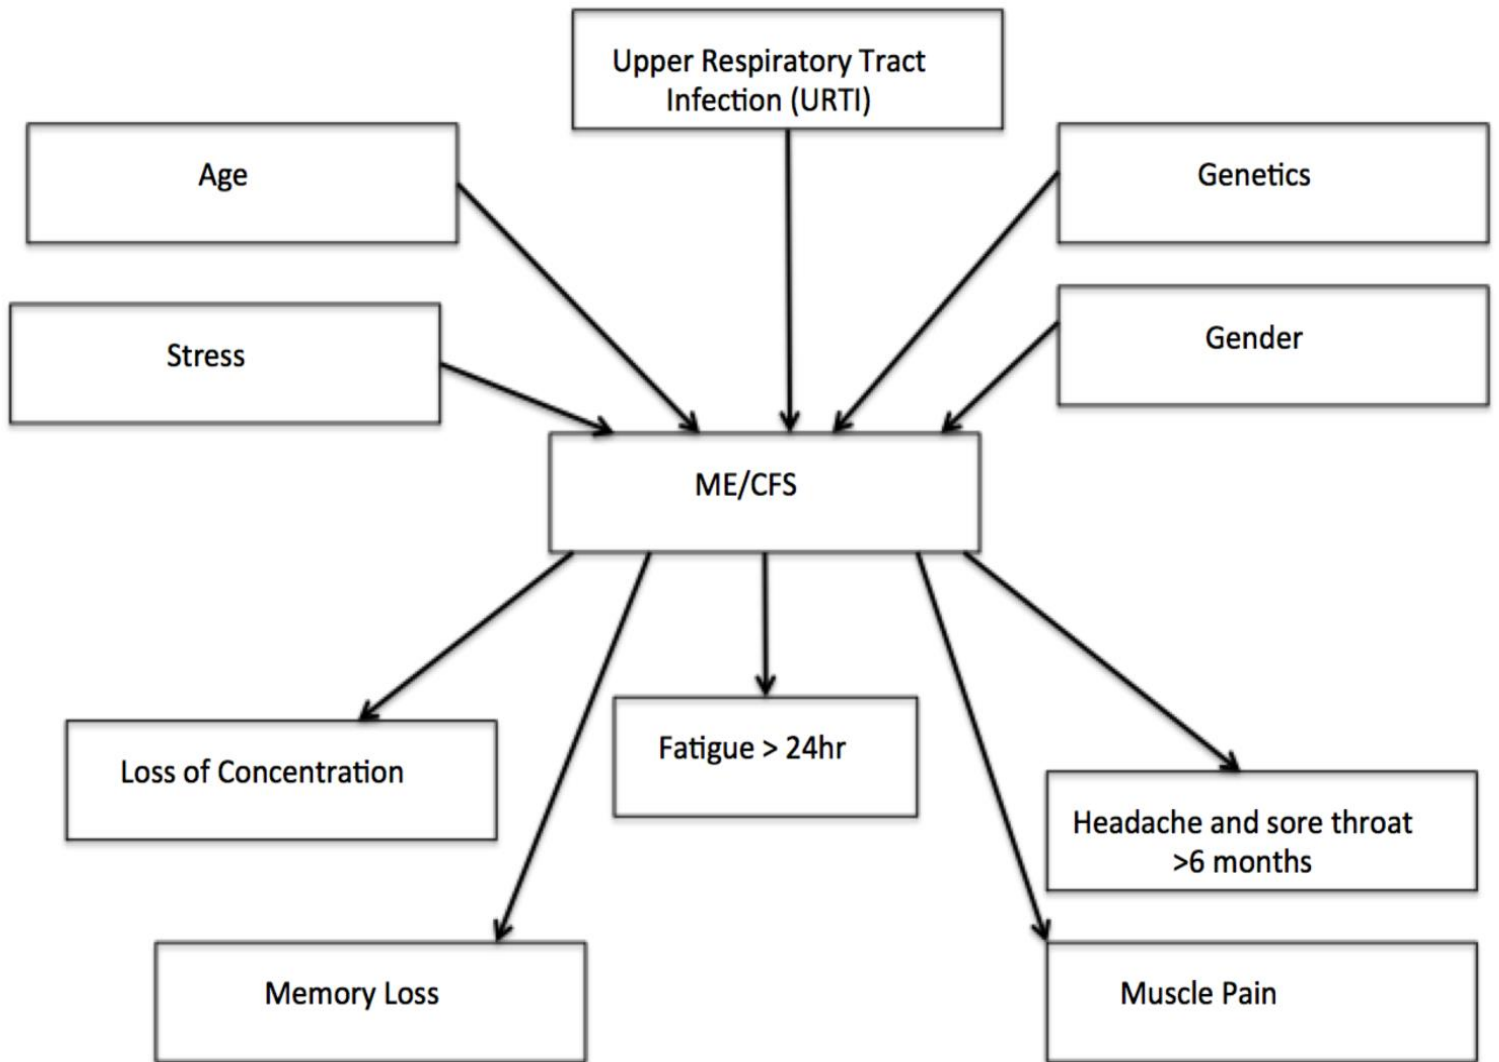 Upper Respiratory Tract
Infection (URTI)
Age
Genetics
Stress
Gender
ME/CFS
Loss of Concentration
Fatigue > 24hr
Headache and sore throat
>6 months
Memory Loss
Muscle Pain